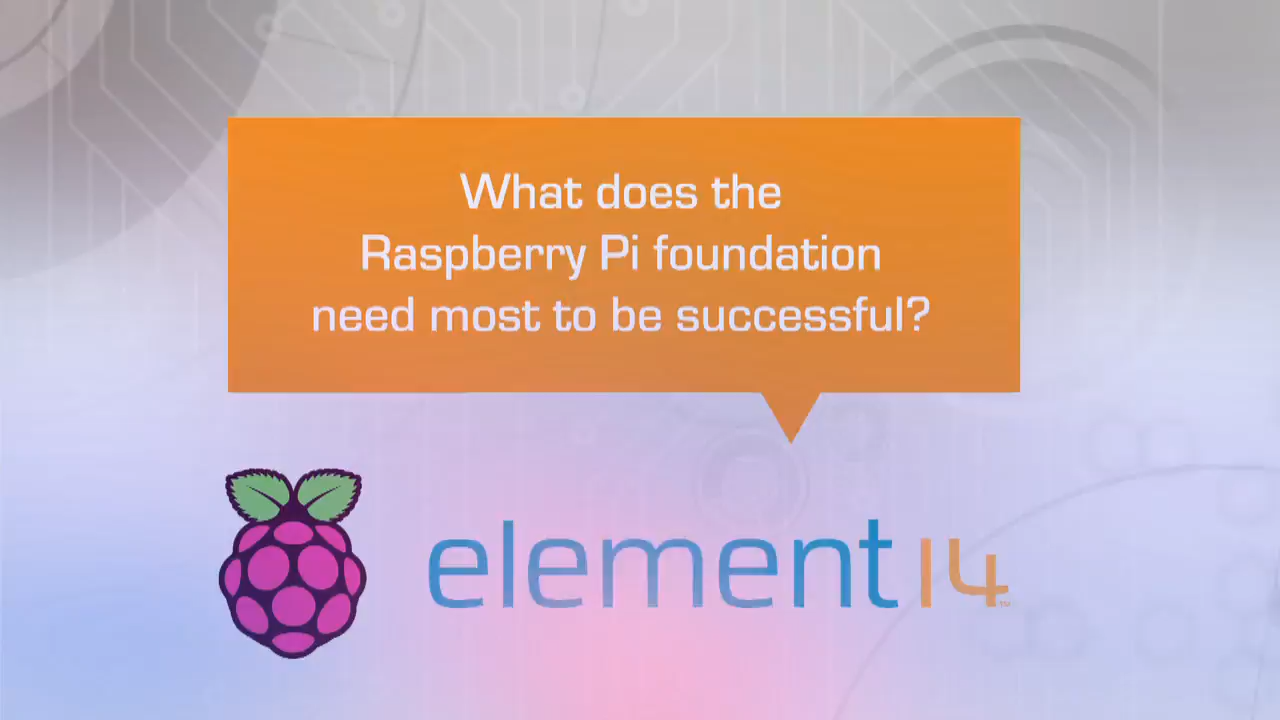 What does the
Raspberry Pi foundation
need most to be successful?
element14